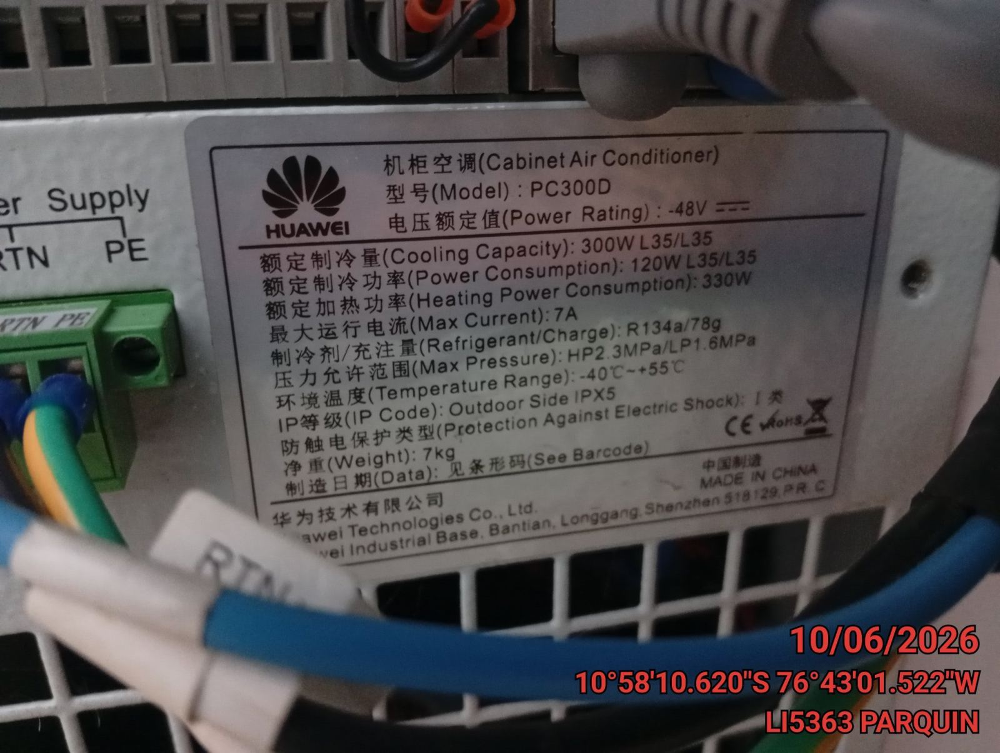 er Supply
RTN PE
RTN PE
HUAWEI
机柜空调(Cabinet Air Conditioner)
型号(Model) : PC300D
电压额定值(Power Rating) : -48V
额定制冷量(Cooling Capacity): 300W L35/L35
额定制冷功率(Power Consumption): 120W L35/L35
额定加热功率(Heating Power Consumption): 330W
最大运行电流(Max Current): 7A
制冷剂/充注量(Refrigerant/Charge): R134a/78g
压力允许范围(Max Pressure): HP2.3MPa/LP1.6MPa
环境温度(Temperature Range): -40℃~+55℃
IP等级(IP Code): Outdoor Side IPX5
防触电保护类型(Protection Against Electric Shock): I 类
净重(Weight): 7kg
CE RoHS
制造日期(Data): 见条形码(See Barcode)
华为技术有限公司
中国制造
MADE IN CHINA
awei Technologies Co., Ltd.
wei Industrial Base, Bantian, Longgang, Shenzhen 518129, P.R. C
RTN
10/06/2026
10°58'10.620"S 76°43'01.522"W
LI5363 PARQUIN